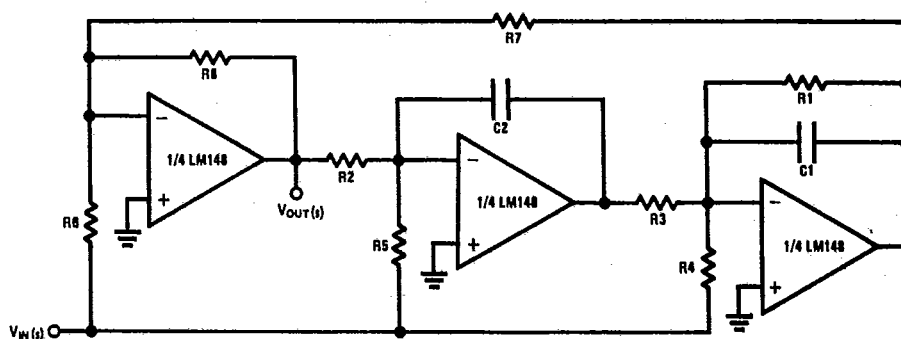 R7
R8
R1
C2
C1
1/4 LM148
R2
1/4 LM148
R3
VOUT(s)
1/4 LM148
R6
R5
R4
VIN(s)